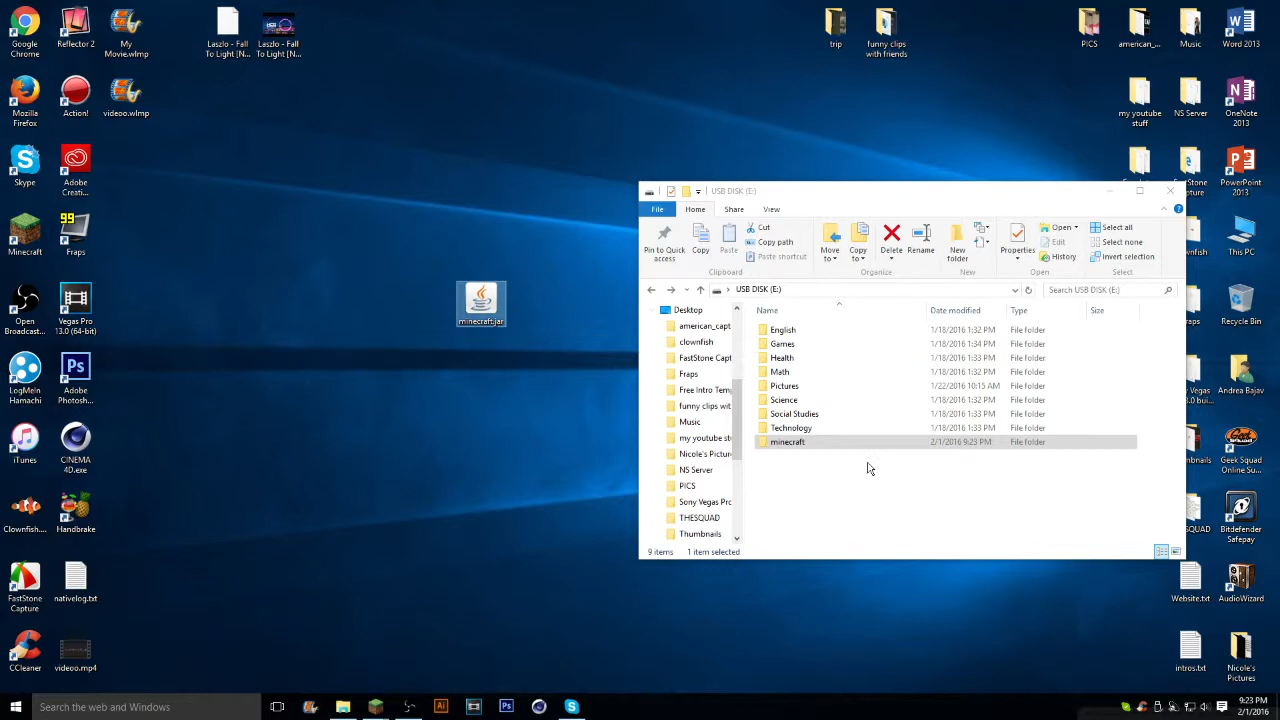 Google
Chrome
Reflector 2
My
Movie.wlmp
Laszlo - Fall
To Light [N...
Laszlo - Fall
To Light [N...
trip
funny clips
with friends
PICS
american_...
Music
Word 2013
Mozilla
Firefox
Action!
videoo.wlmp
my youtube
stuff
NS Server
OneNote
2013
Skype
Adobe
Creati...
PowerPoint
2013
Minecraft
99
Fraps
This PC
Open
Broadcast...
Vegas Pro
13.0 (64-bit)
minecraft.jar
Recycle Bin
LogMeIn
Hamachi
Adobe
Photosh...
Andrea Bajav
iTunes
CINEMA
4D.exe
Geek Squad
Online Su...
Clownfish....
Handbrake
Bitdefender
Safepay
FastStone
Capture
nativelog.txt
Website.txt
AudioWizard
CCleaner
videoo.mp4
intros.txt
Nicole's
Pictures
USB DISK (E:)
File
Home
Share
View
Pin to Quick
access
Copy
Paste
Cut
Copy path
Paste shortcut
Clipboard
Move
to
Copy
to
Delete
Rename
Organize
New
folder
New
Properties
Open
Edit
History
Open
Select all
Select none
Invert selection
Select
USB DISK (E:)
Search USB DISK (E:)
Desktop
american_capt
clownfish
FastStone Capt
Fraps
Free Intro Temp
funny clips wit
Music
my youtube stu
Nicole's Picture
NS Server
PICS
Sony Vegas Pro
THESQUAD
Thumbnails
Name Date modified Type Size
English 1/18/2016 1:32 PM File folder
Games 1/18/2016 1:34 PM File folder
Health 1/18/2016 1:33 PM File folder
Math 1/18/2016 1:32 PM File folder
Pictures 1/22/2016 10:15 AM File folder
Science 1/18/2016 1:32 PM File folder
Social Studies 1/18/2016 1:33 PM File folder
Technology 1/18/2016 1:33 PM File folder
minecraft 2/1/2016 9:23 PM File folder
9 items 1 item selected
Search the web and Windows
9:23 PM
2/1/2016